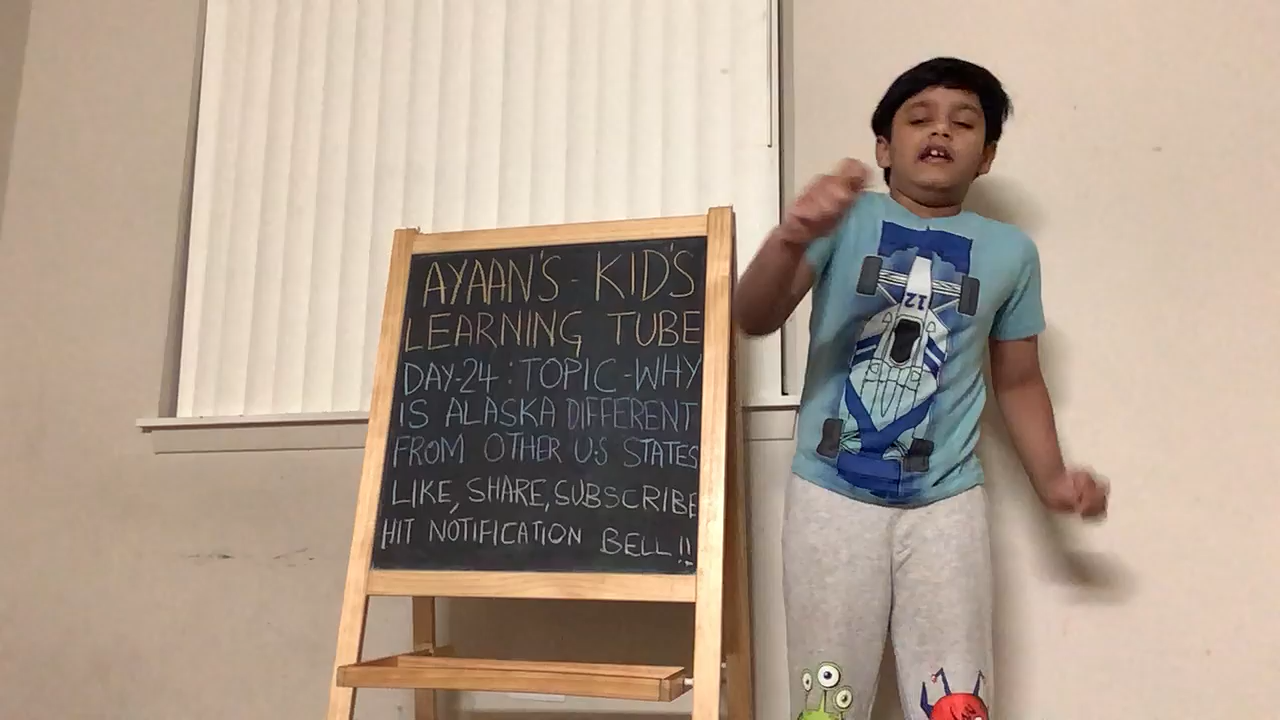 AYAAN'S - KID'S
LEARNING TUBE
DAY-24 : TOPIC - WHY
IS ALASKA DIFFERENT
FROM OTHER U.S STATES
LIKE, SHARE, SUBSCRIBE
HIT NOTIFICATION BELL !!
12